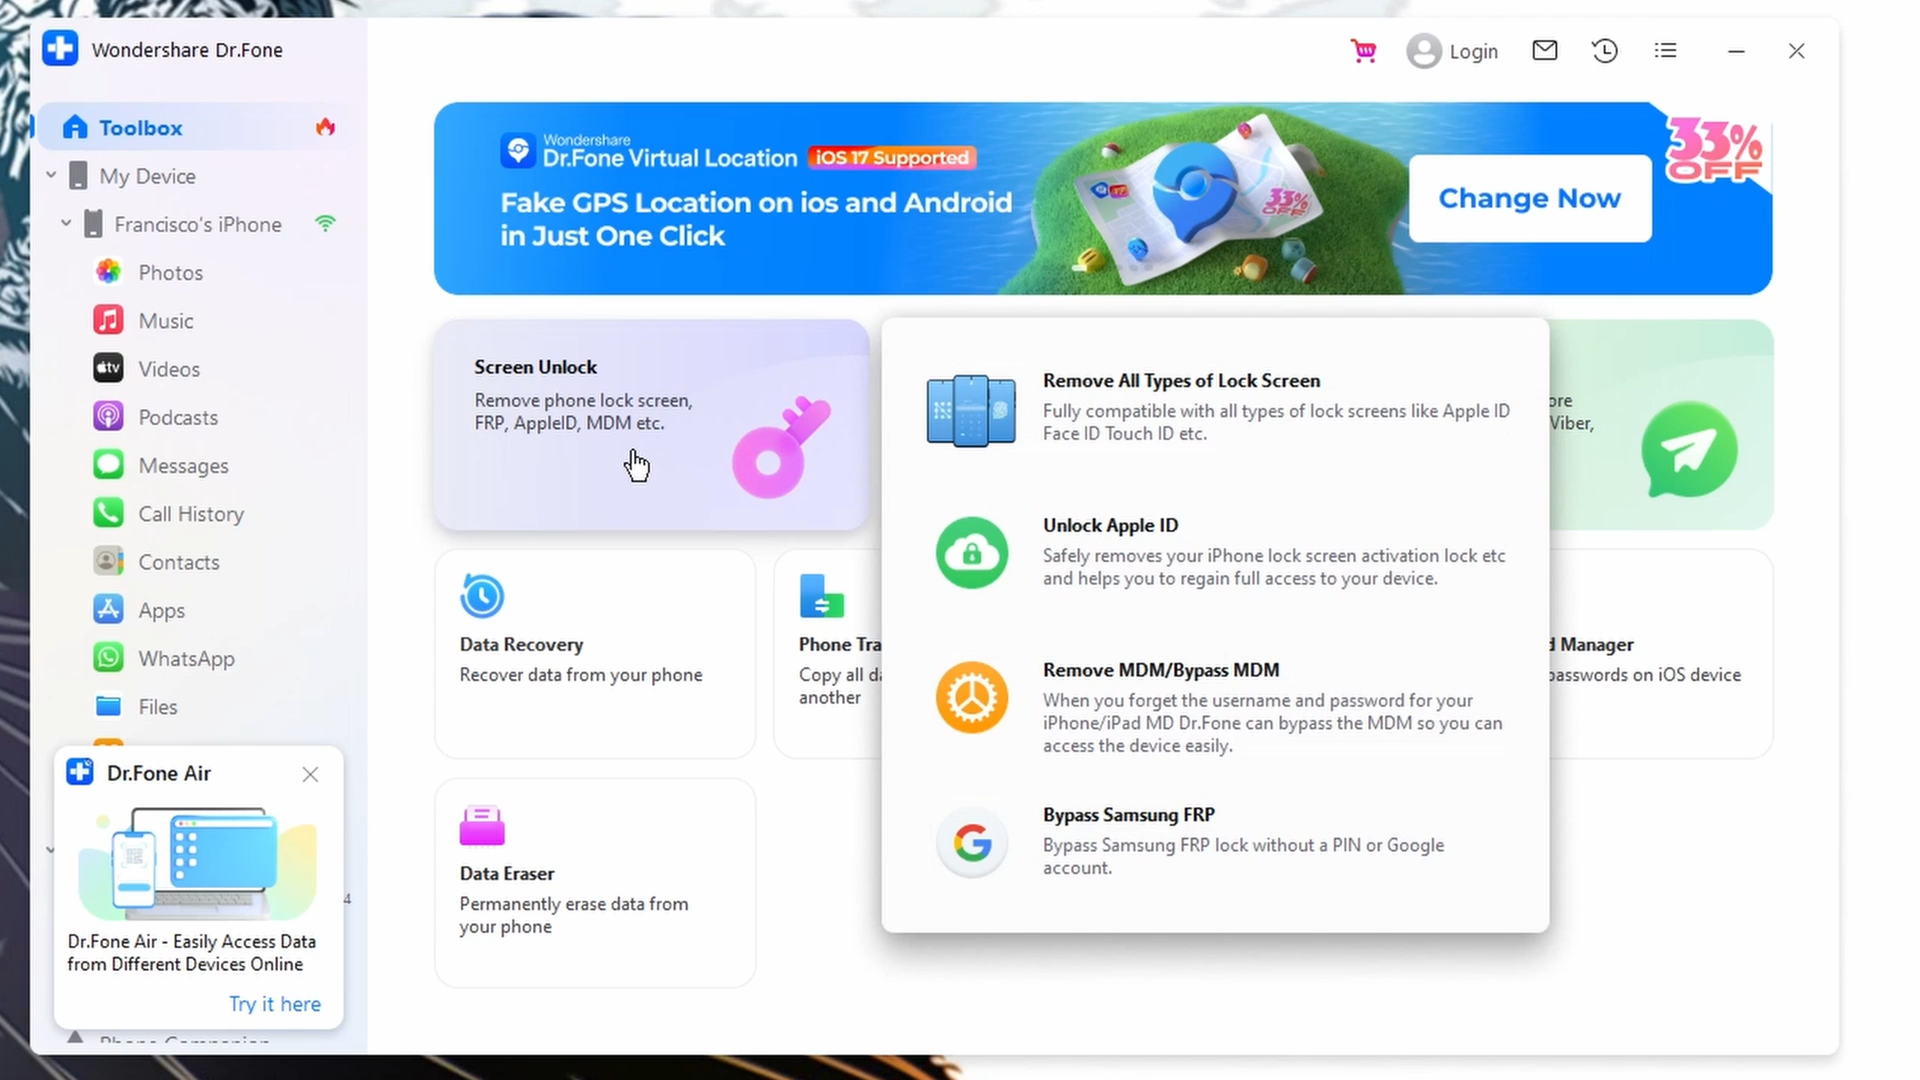 Wondershare Dr.Fone
Login
Toolbox
My Device
Francisco's iPhone
Photos
Music
Videos
Podcasts
Messages
Call History
Contacts
Apps
WhatsApp
Files
4
Dr.Fone Air
Dr.Fone Air - Easily Access Data
from Different Devices Online
Try it here
Phone Companion
Wondershare
Dr.Fone Virtual Location
iOS 17 Supported
Fake GPS Location on ios and Android
in Just One Click
33%
OFF
Change Now
33%
OFF
Screen Unlock
Remove phone lock screen,
FRP, AppleID, MDM etc.
Remove All Types of Lock Screen
Fully compatible with all types of lock screens like Apple ID
Face ID Touch ID etc.
Unlock Apple ID
Safely removes your iPhone lock screen activation lock etc
and helps you to regain full access to your device.
Remove MDM/Bypass MDM
When you forget the username and password for your
iPhone/iPad MD Dr.Fone can bypass the MDM so you can
access the device easily.
Bypass Samsung FRP
Bypass Samsung FRP lock without a PIN or Google
account.
ore
Viber,
Data Recovery
Recover data from your phone
Phone Tra
Copy all da
another
d Manager
passwords on iOS device
Data Eraser
Permanently erase data from
your phone